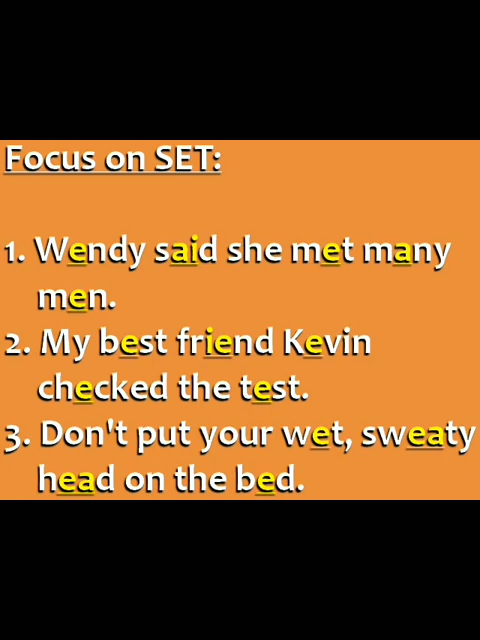 Focus on SET:
1. Wendy said she met many
men.
2. My best friend Kevin
checked the test.
3. Don't put your wet, sweaty
head on the bed.